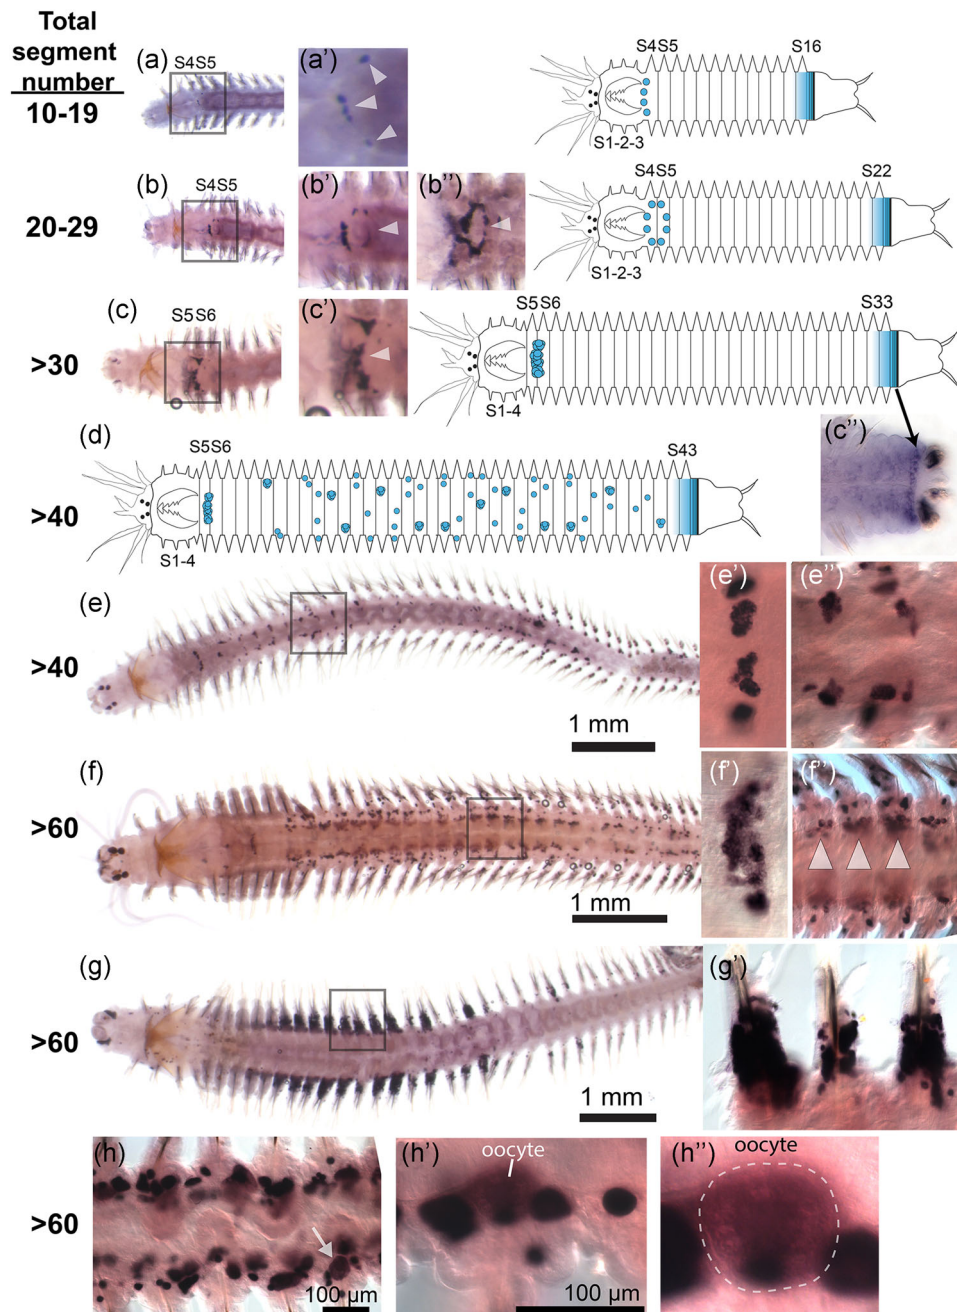 Total
segment
number
10-19
(a)
S4S5
(a')
S4S5
S16
S1-2-3
20-29
(b)
S4S5
(b')
(b'')
S4S5
S22
S1-2-3
>30
(c)
S5S6
(c')
S5S6
S33
S1-4
(c'')
(d)
>40
S5S6
S43
S1-4
(e)
>40
1 mm
(e')
(e'')
(f)
>60
1 mm
(f')
(f'')
(g)
>60
1 mm
(g')
(h)
>60
100 µm
(h')
oocyte
100 µm
(h'')
oocyte